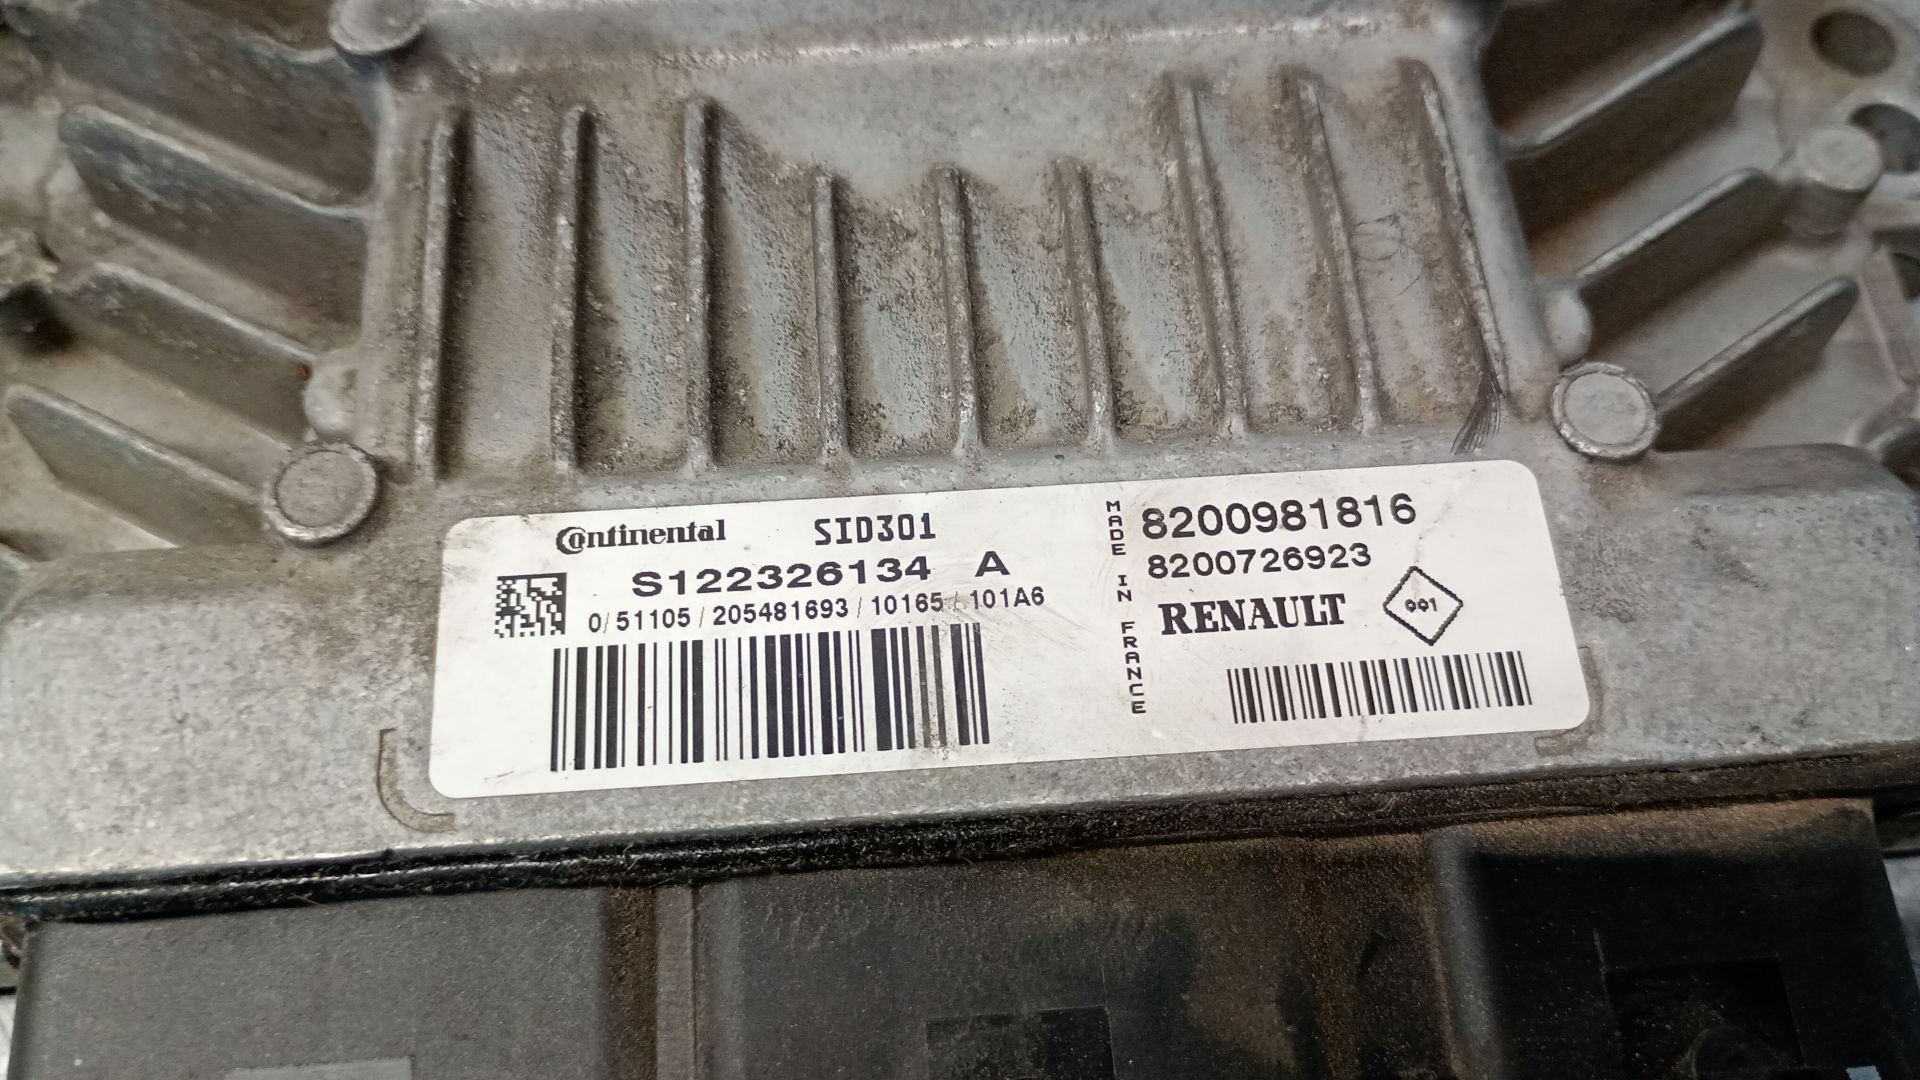 Continental SID301
S122326134 A
0/51105/205481693/10165/101A6
MADE IN FRANCE
8200981816
8200726923
RENAULT